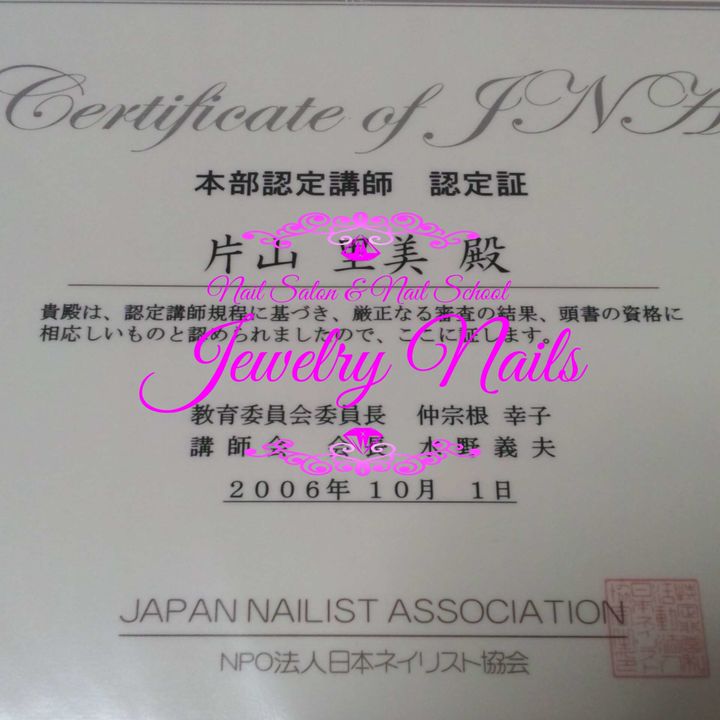 Certificate of JNA
本部認定講師 認定証
片山 里美 殿
Nail Salon & Nail School
貴殿は、認定講師規程に基づき、厳正なる審査の結果、頭書の資格に
相応しいものと認められましたので、ここに証します。
Jewelry Nails
教育委員会委員長 仲宗根 幸子
講師会 会長 水野義夫
2006年 10月 1日
JAPAN NAILIST ASSOCIATION
NPO法人日本ネイリスト協会